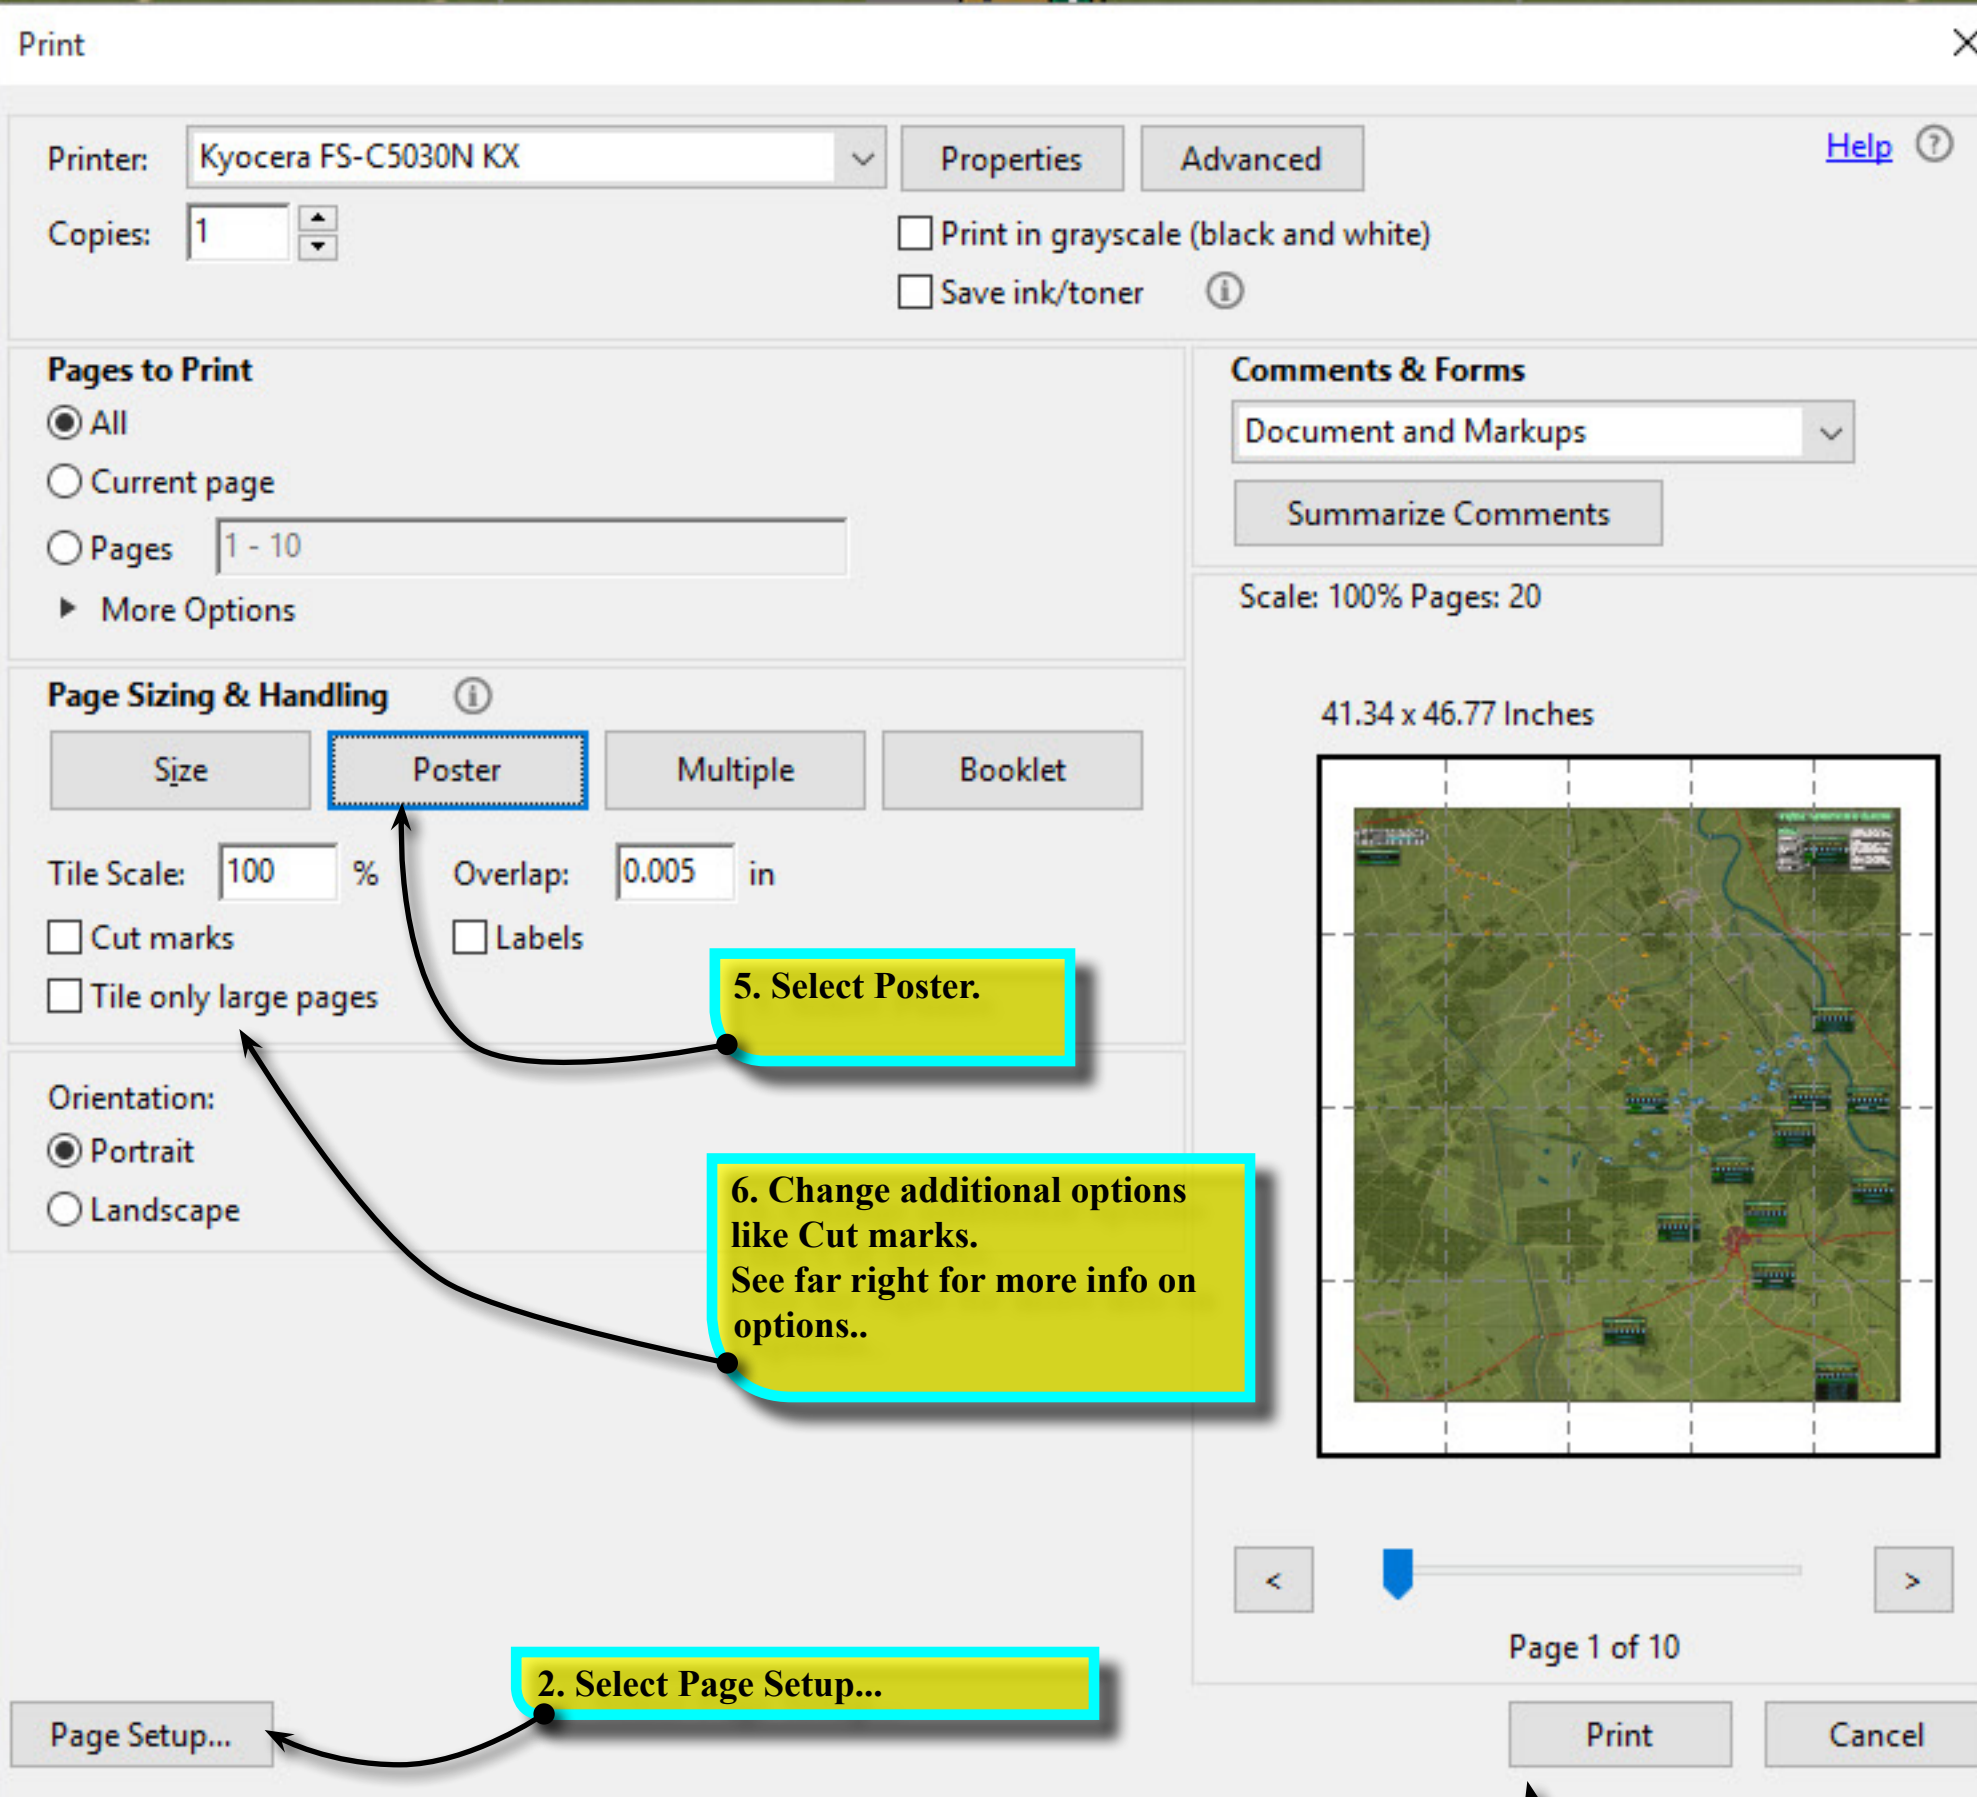 Print
Printer: Kyocera FS-C5030N KX Properties Advanced Help ?
Copies: 1
Print in grayscale (black and white)
Save ink/toner i
Pages to Print
All
Current page
Pages 1 - 10
More Options
Comments & Forms
Document and Markups
Summarize Comments
Scale: 100% Pages: 20
41.34 x 46.77 Inches
Page Sizing & Handling i
Size Poster Multiple Booklet
Tile Scale: 100 % Overlap: 0.005 in
Cut marks Labels
Tile only large pages
5. Select Poster.
Orientation:
Portrait
Landscape
6. Change additional options
like Cut marks.
See far right for more info on
options..
< >
Page 1 of 10
2. Select Page Setup...
Page Setup... Print Cancel